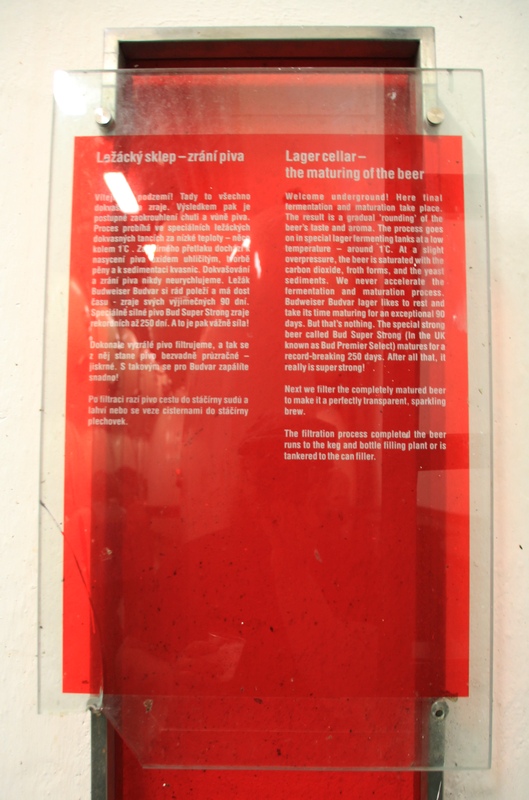 Ležácký sklep – zrání piva
podzemí! Tady to všechno
zraje. Výsledkem pak je
postupné zaokrouhlení chuti a vůně piva.
Proces probíhá ve speciálních ležáckých
dokvasných tancích za nízké teploty –
kolem 1°C. přetlaku
nasycení piva oxidem uhličitým, tvorbě
pěny a k sedimentaci kvasnic. Dokvašování
a zrání piva nikdy neurychlujeme. Ležák
Budweiser Budvar si rád poleží a má dost
času - zraje svých výjimečných 90 dní.
Speciálně silné pivo Bud Super Strong zraje
rekordních až 250 dní. A to je pak vážně síla!
Dokonale vyzrálé pivo filtrujeme, a tak se
z něj stane pivo bezvadně průzračné –
jiskrné. S takovým se pro Budvar zapálíte
snadno!
Po filtraci razí pivo cestu do stáčírny sudů a
lahví nebo se veze cisternami do stáčírny
plechovek.
Lager cellar –
the maturing of the beer
Welcome underground! Here final
fermentation and maturation take place.
The result is a gradual 'rounding' of the
beer's taste and aroma. The process goes
on in special lager fermenting tanks at a low
temperature – around 1°C. At a slight
overpressure, the beer is saturated with the
carbon dioxide, froth forms, and the yeast
sediments. We never accelerate the
fermentation and maturation process.
Budweiser Budvar lager likes to rest and
take its time maturing for an exceptional 90
days. But that's nothing. The special strong
beer called Bud Super Strong (In the UK
known as Bud Premier Select) matures for a
record-breaking 250 days. After all that, it
really is super strong!
Next we filter the completely matured beer
to make it a perfectly transparent, sparkling
brew.
The filtration process completed the beer
runs to the keg and bottle filling plant or is
tankered to the can filler.